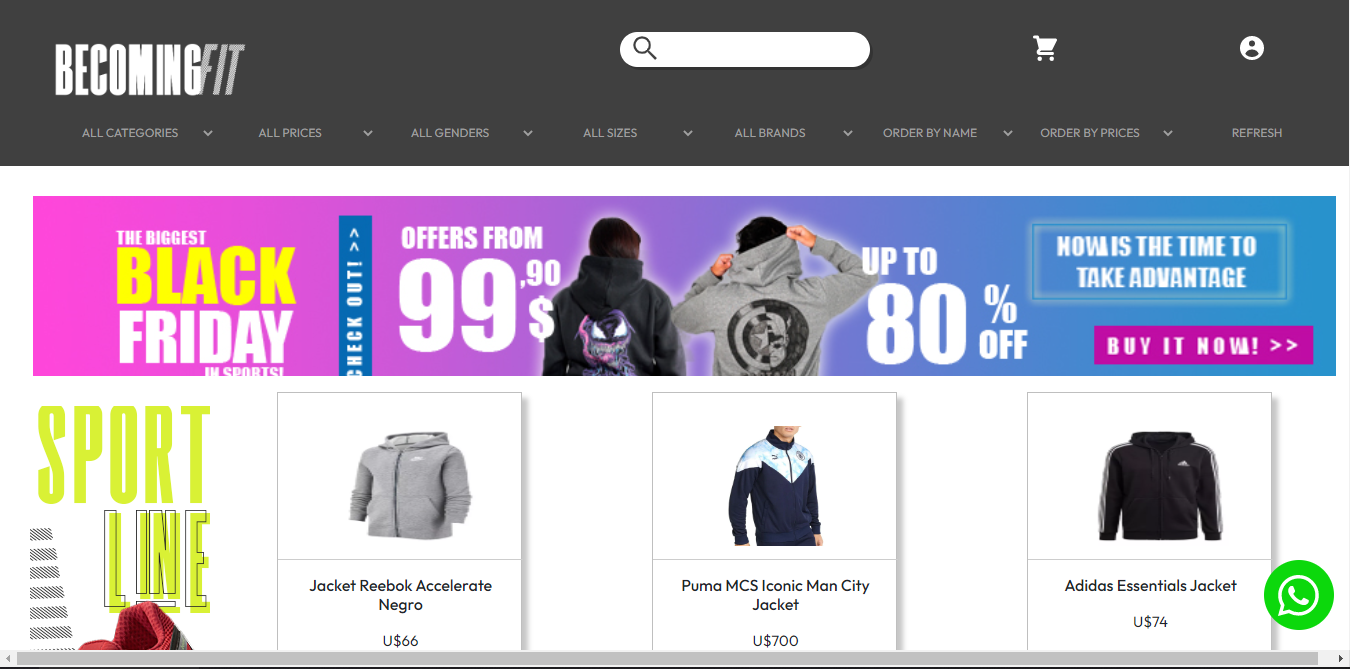 BECOMINGFIT
ALL CATEGORIES
ALL PRICES
ALL GENDERS
ALL SIZES
ALL BRANDS
ORDER BY NAME
ORDER BY PRICES
REFRESH
THE BIGGEST
BLACK
FRIDAY
IN SPORTS!
CHECK OUT! >>
OFFERS FROM
99,90
$
UP TO
80%
OFF
NOW IS THE TIME TO
TAKE ADVANTAGE
BUY IT NOW! >>
SPORT
LINE
Jacket Reebok Accelerate
Negro
U$66
Puma MCS Iconic Man City
Jacket
U$700
Adidas Essentials Jacket
U$74